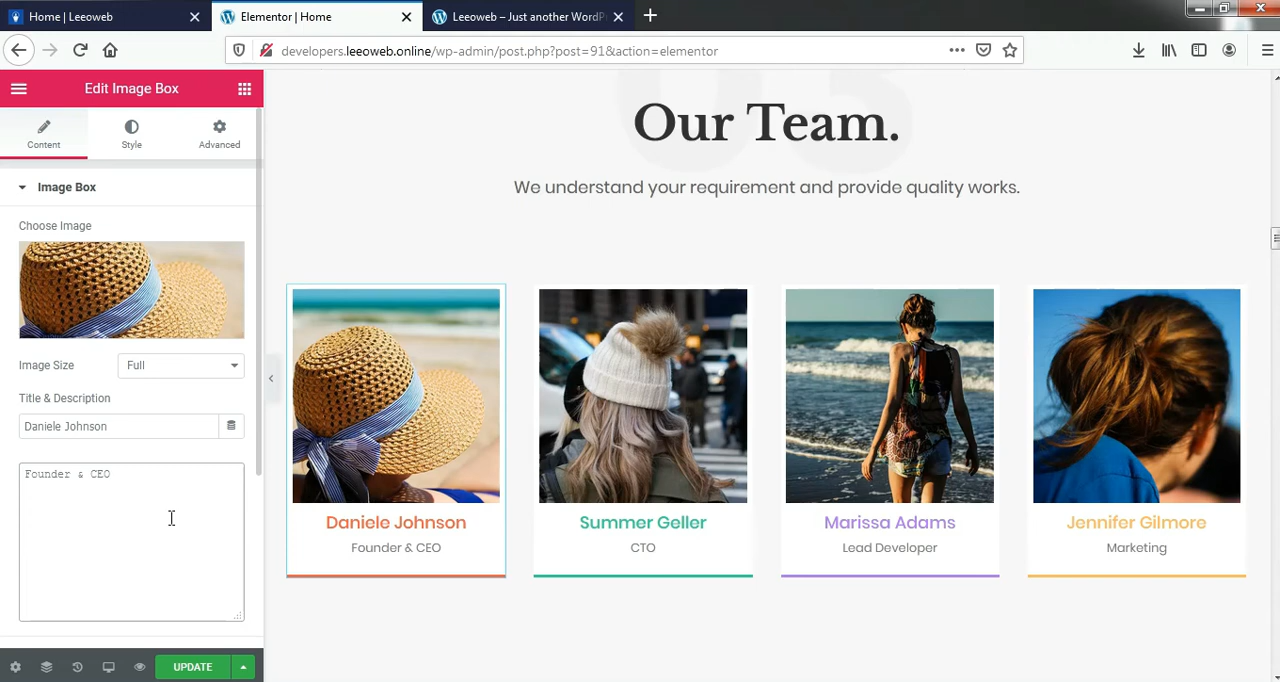 Home | Leeoweb
Elementor | Home
Leeoweb – Just another WordP
developers.leeoweb.online/wp-admin/post.php?post=91&action=elementor
Edit Image Box
Content
Style
Advanced
Image Box
Choose Image
Image Size
Full
Title & Description
Daniele Johnson
Founder & CEO
UPDATE
03
Our Team.
We understand your requirement and provide quality works.
Daniele Johnson
Founder & CEO
Summer Geller
CTO
Marissa Adams
Lead Developer
Jennifer Gilmore
Marketing